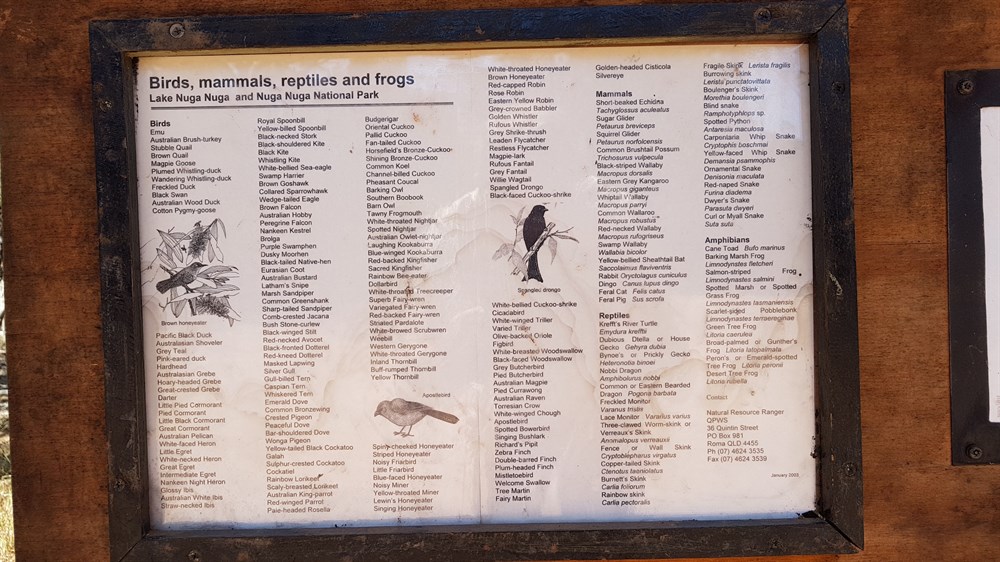 Birds, mammals, reptiles and frogs
Lake Nuga Nuga and Nuga Nuga National Park
Birds
Emu
Australian Brush-turkey
Stubble Quail
Brown Quail
Magpie Goose
Plumed Whistling-duck
Wandering Whistling-duck
Freckled Duck
Black Swan
Australian Wood Duck
Cotton Pygmy-goose
Brown honeyeater
Pacific Black Duck
Australasian Shoveler
Grey Teal
Pink-eared duck
Hardhead
Australasian Grebe
Hoary-headed Grebe
Great-crested Grebe
Darter
Little Pied Cormorant
Pied Cormorant
Little Black Cormorant
Great Cormorant
Australian Pelican
White-faced Heron
Little Egret
White-necked Heron
Great Egret
Intermediate Egret
Nankeen Night Heron
Glossy Ibis
Australian White Ibis
Straw-necked Ibis
Royal Spoonbill
Yellow-billed Spoonbill
Black-necked Stork
Black-shouldered Kite
Black Kite
Whistling Kite
White-bellied Sea-eagle
Swamp Harrier
Brown Goshawk
Collared Sparrowhawk
Wedge-tailed Eagle
Brown Falcon
Australian Hobby
Peregrine Falcon
Nankeen Kestrel
Brolga
Purple Swamphen
Dusky Moorhen
Black-tailed Native-hen
Eurasian Coot
Australian Bustard
Latham's Snipe
Marsh Sandpiper
Common Greenshank
Sharp-tailed Sandpiper
Comb-crested Jacana
Bush Stone-curlew
Black-winged Stilt
Red-necked Avocet
Black-fronted Dotterel
Red-kneed Dotterel
Masked Lapwing
Silver Gull
Gull-billed Tern
Caspian Tern
Whiskered Tern
Emerald Dove
Common Bronzewing
Crested Pigeon
Peaceful Dove
Bar-shouldered Dove
Wonga Pigeon
Yellow-tailed Black Cockatoo
Galah
Sulphur-crested Cockatoo
Cockatiel
Rainbow Lorikeet
Scaly-breasted Lorikeet
Australian King-parrot
Red-winged Parrot
Pale-headed Rosella
Budgerigar
Oriental Cuckoo
Pallid Cuckoo
Fan-tailed Cuckoo
Horsfield's Bronze-Cuckoo
Shining Bronze-Cuckoo
Common Koel
Channel-billed Cuckoo
Pheasant Coucal
Barking Owl
Southern Boobook
Barn Owl
Tawny Frogmouth
White-throated Nightjar
Spotted Nightjar
Australian Owlet-nightjar
Laughing Kookaburra
Blue-winged Kookaburra
Red-backed Kingfisher
Sacred Kingfisher
Rainbow Bee-eater
Dollarbird
White-throated Treecreeper
Superb Fairy-wren
Variegated Fairy-wren
Red-backed Fairy-wren
Striated Pardalote
White-browed Scrubwren
Weebill
Western Gerygone
White-throated Gerygone
Inland Thornbill
Buff-rumped Thornbill
Yellow Thornbill
Apostlebird
Spiny-cheeked Honeyeater
Striped Honeyeater
Noisy Friarbird
Little Friarbird
Blue-faced Honeyeater
Noisy Miner
Yellow-throated Miner
Lewin's Honeyeater
Singing Honeyeater
White-throated Honeyeater
Brown Honeyeater
Red-capped Robin
Rose Robin
Eastern Yellow Robin
Grey-crowned Babbler
Golden Whistler
Rufous Whistler
Grey Shrike-thrush
Leaden Flycatcher
Restless Flycatcher
Magpie-lark
Rufous Fantail
Grey Fantail
Willie Wagtail
Spangled Drongo
Black-faced Cuckoo-shrike
Spangled drongo
White-bellied Cuckoo-shrike
Cicadabird
White-winged Triller
Varied Triller
Olive-backed Oriole
Figbird
White-breasted Woodswallow
Black-faced Woodswallow
Grey Butcherbird
Pied Butcherbird
Australian Magpie
Pied Currawong
Australian Raven
Torresian Crow
White-winged Chough
Apostlebird
Spotted Bowerbird
Singing Bushlark
Richard's Pipit
Zebra Finch
Double-barred Finch
Plum-headed Finch
Mistletoebird
Welcome Swallow
Tree Martin
Fairy Martin
Golden-headed Cisticola
Silvereye
Mammals
Short-beaked Echidna
Tachyglossus aculeatus
Sugar Glider
Petaurus breviceps
Squirrel Glider
Petaurus norfolcensis
Common Brushtail Possum
Trichosurus vulpecula
Black-striped Wallaby
Macropus dorsalis
Eastern Grey Kangaroo
Macropus giganteus
Whiptail Wallaby
Macropus parryi
Common Wallaroo
Macropus robustus
Red-necked Wallaby
Macropus rufogriseus
Swamp Wallaby
Wallabia bicolor
Yellow-bellied Sheathtail Bat
Saccolaimus flaviventris
Rabbit Oryctolagus cuniculus
Dingo Canus lupus dingo
Feral Cat Felis catus
Feral Pig Sus scrofa
Reptiles
Krefft's River Turtle
Emydura krefftii
Dubious Dtella or House
Gecko Gehyra dubia
Bynoe's or Prickly Gecko
Heteronotia binoei
Nobbi Dragon
Amphibolurus nobbi
Common or Eastern Bearded
Dragon Pogona barbata
Freckled Monitor
Varanus tristis
Lace Monitor Varanus varius
Three-clawed Worm-skink or
Verreaux's Skink
Anomalopus verreauxii
Fence or Wall Skink
Cryptoblepharus virgatus
Copper-tailed Skink
Ctenotus taeniolatus
Burnett's Skink
Carlia foliorum
Rainbow skink
Carlia pectoralis
Fragile Skink Lerista fragilis
Burrowing skink
Lerista punctatovittata
Boulenger's Skink
Morethia boulengeri
Blind snake
Ramphotyphlops sp.
Spotted Python
Antaresia maculosa
Carpentaria Whip Snake
Cryptophis boschmai
Yellow-faced Whip Snake
Demansia psammophis
Ornamental Snake
Denisonia maculata
Red-naped Snake
Furina diadema
Dwyer's Snake
Parasuta dwyeri
Curl or Myall Snake
Suta suta
Amphibians
Cane Toad Bufo marinus
Barking Marsh Frog
Limnodynastes fletcheri
Salmon-striped Frog
Limnodynastes salmini
Spotted Marsh or Spotted
Grass Frog
Limnodynastes tasmaniensis
Scarlet-sided Pobblebonk
Limnodynastes terraereginae
Green Tree Frog
Litoria caerulea
Broad-palmed or Gunther's
Frog Litoria latopalmata
Peron's or Emerald-spotted
Tree Frog Litoria peronii
Desert Tree Frog
Litoria rubella
Contact
Natural Resource Ranger
QPWS
36 Quintin Street
PO Box 981
Roma QLD 4455
Ph (07) 4624 3535
Fax (07) 4624 3539